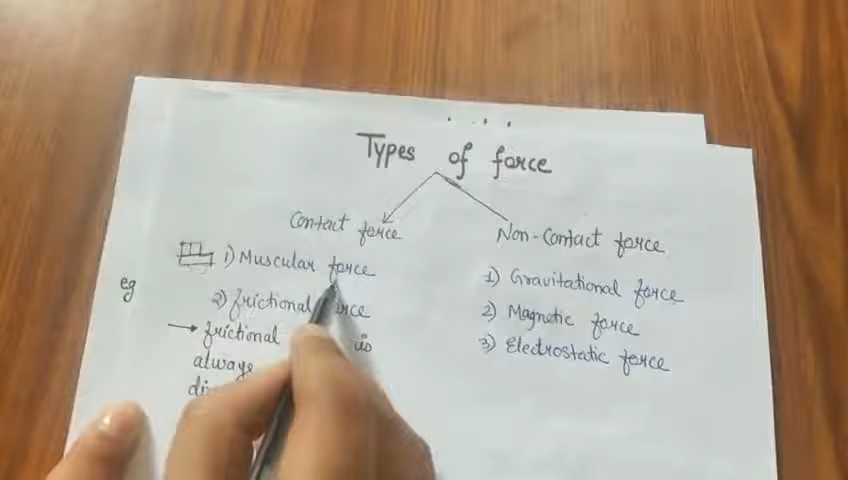 Types of force
Contact force
Non-Contact force
1) Muscular force
2) frictional
→ frictional is
always
eg
1) Gravitational force
2) Magnetic force
3) Electrostatic force